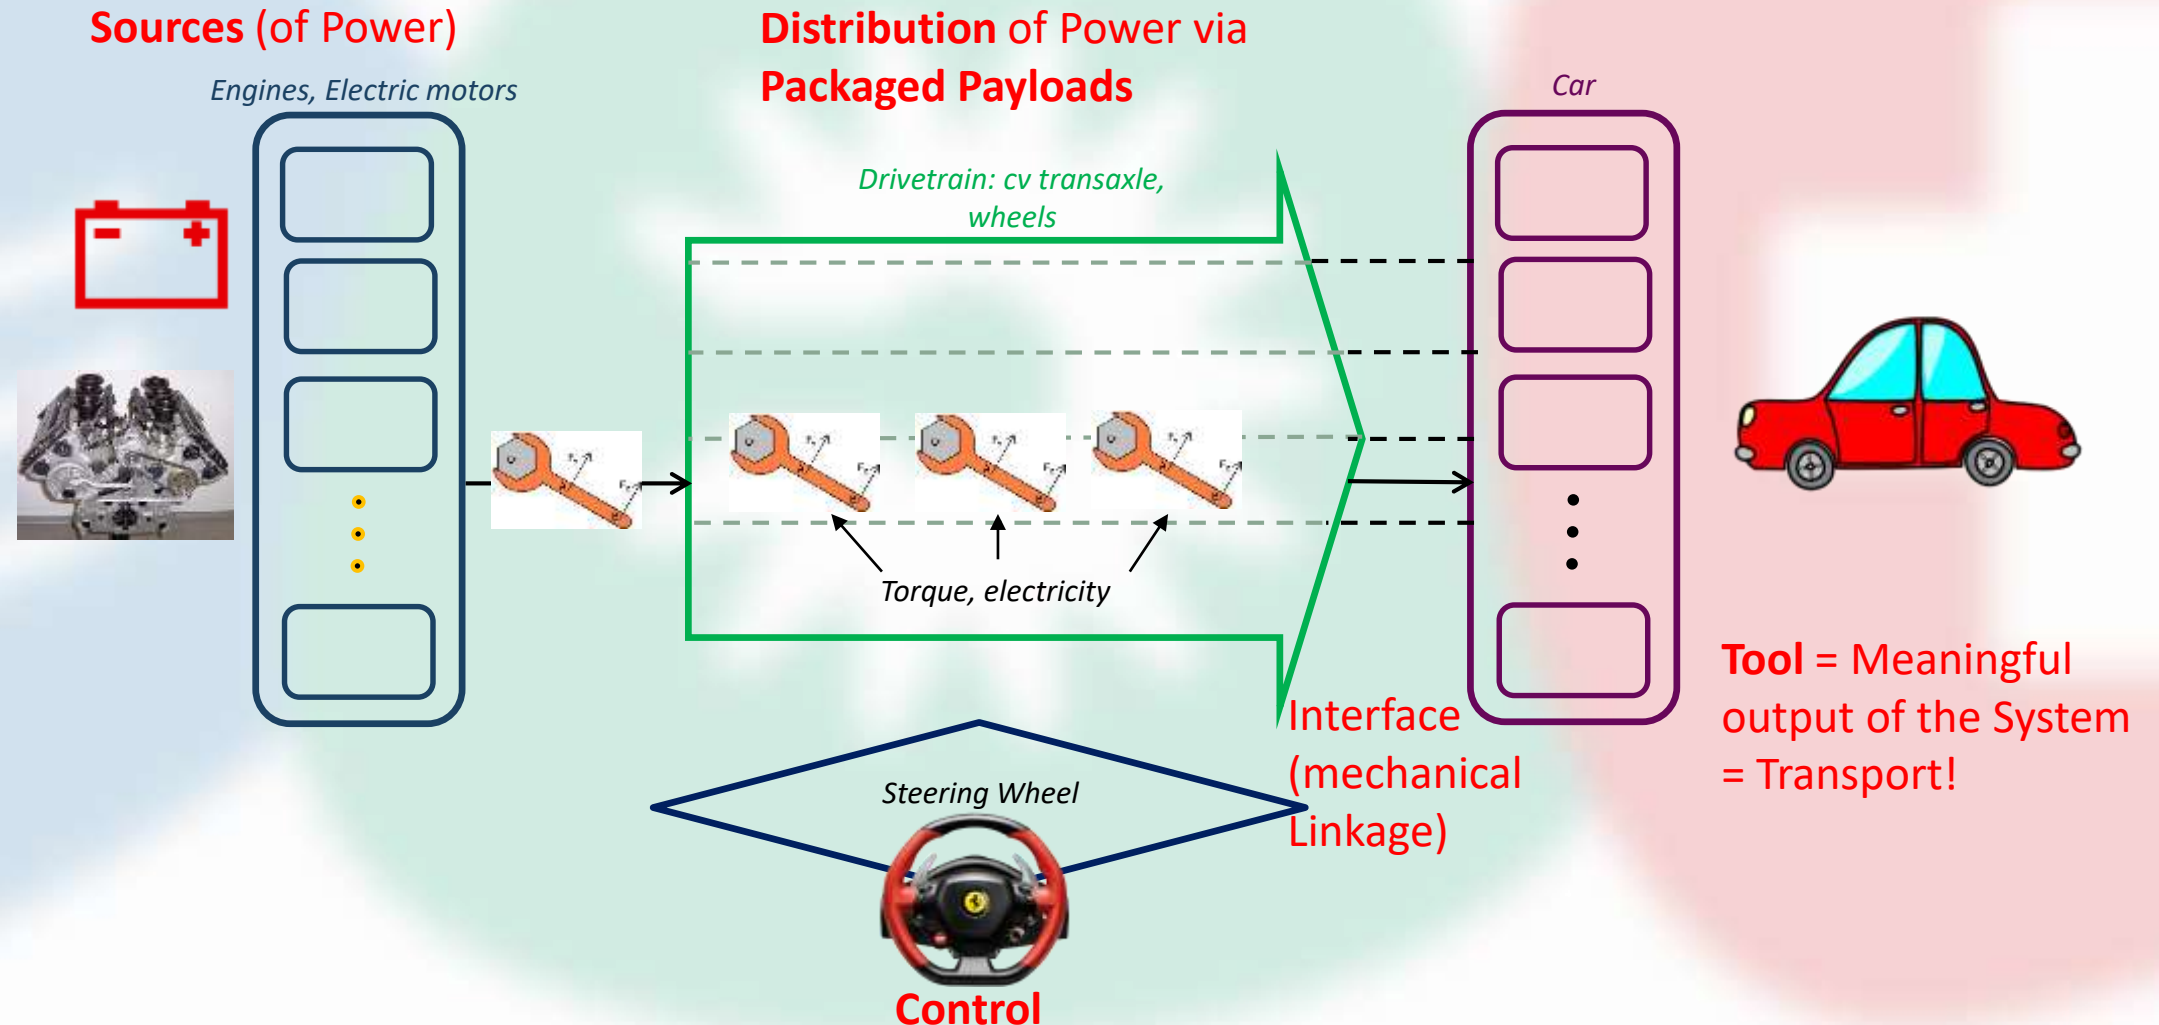 Sources (of Power)
Engines, Electric motors
Distribution of Power via
Packaged Payloads
Car
Drivetrain: cv transaxle,
wheels
Torque, electricity
Interface
(mechanical
Linkage)
Steering Wheel
Control
Tool = Meaningful
output of the System
= Transport!